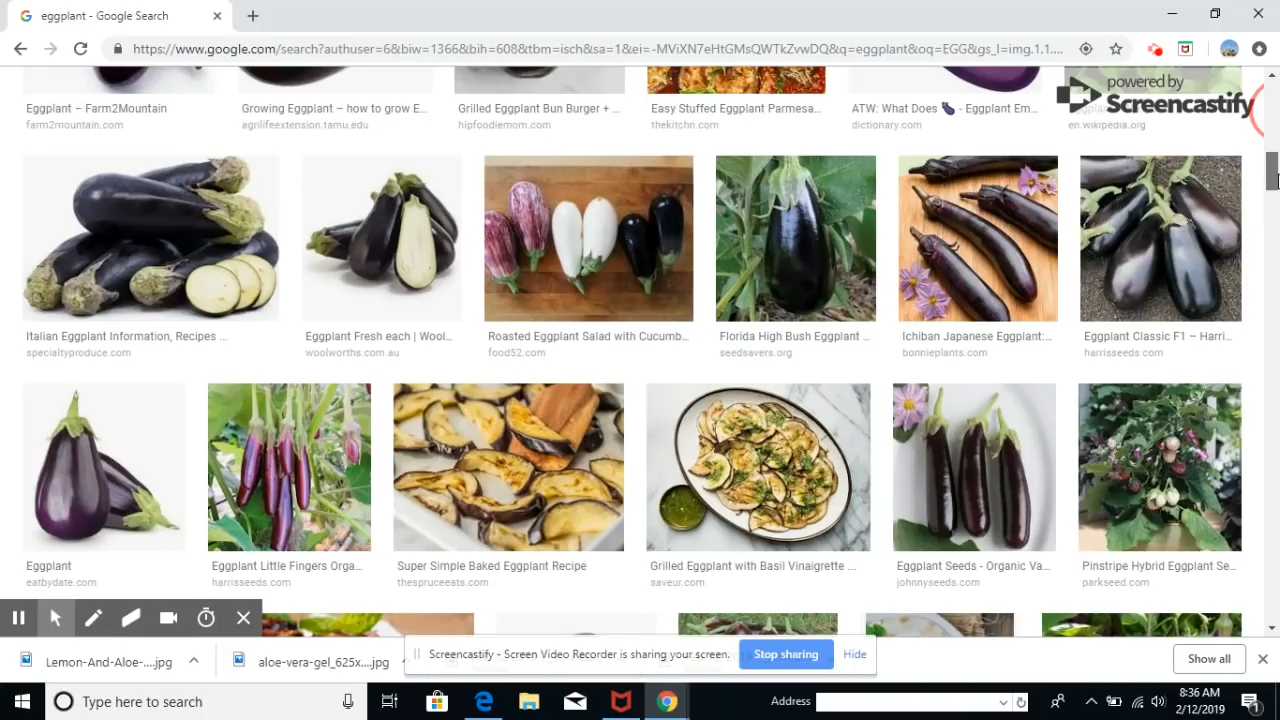 eggplant - Google Search
https://www.google.com/search?authuser=6&biw=1366&bih=608&tbm=isch&sa=1&ei=-MViXN7eHtGMsQWTkZvwDQ&q=eggplant&oq=EGG&gs_l=img.1.1....
powered by
Screencastify
Eggplant – Farm2Mountain
Growing Eggplant – how to grow E...
Grilled Eggplant Bun Burger + ...
Easy Stuffed Eggplant Parmesa...
ATW: What Does 🍆 - Eggplant Em...
farm2mountain.com
agrilifeextension.tamu.edu
hipfoodiemom.com
thekitchn.com
dictionary.com
en.wikipedia.org
Italian Eggplant Information, Recipes ...
Eggplant Fresh each | Wool...
Roasted Eggplant Salad with Cucumb...
Florida High Bush Eggplant ...
Ichiban Japanese Eggplant:...
Eggplant Classic F1 – Harri...
specialtyproduce.com
woolworths.com.au
food52.com
seedsavers.org
bonnieplants.com
harrisseeds.com
Eggplant
Eggplant Little Fingers Orga...
Super Simple Baked Eggplant Recipe
Grilled Eggplant with Basil Vinaigrette ...
Eggplant Seeds - Organic Va...
Pinstripe Hybrid Eggplant Se...
eatbydate.com
harrisseeds.com
thespruceeats.com
saveur.com
johnnyseeds.com
parkseed.com
Lemon-And-Aloe-....jpg
aloe-vera-gel_625x....jpg
Screencastify - Screen Video Recorder is sharing your screen.
Stop sharing
Hide
Show all
Type here to search
Address
8:36 AM
2/12/2019
1